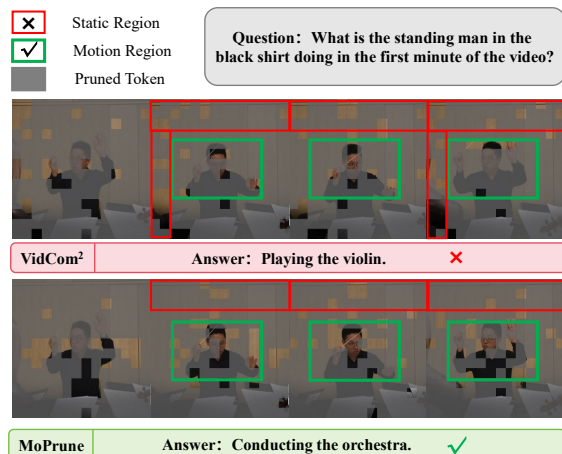 Static Region
Motion Region
Pruned Token
Question: What is the standing man in the
black shirt doing in the first minute of the video?
VidCom² Answer: Playing the violin.
MoPrune Answer: Conducting the orchestra.